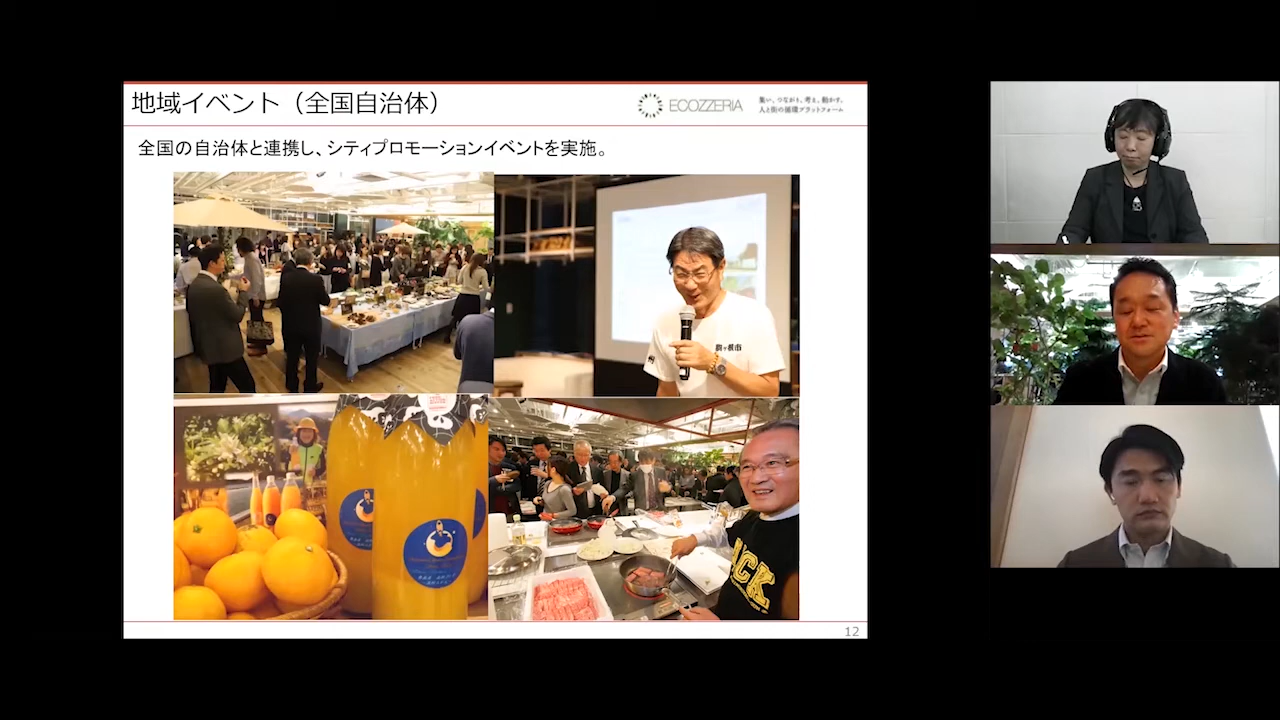 地域イベント（全国自治体）
ECOZZERIA
集い、つながり、考え、動かす。
人と街の循環プラットフォーム
全国の自治体と連携し、シティプロモーションイベントを実施。
駒ヶ根市
12